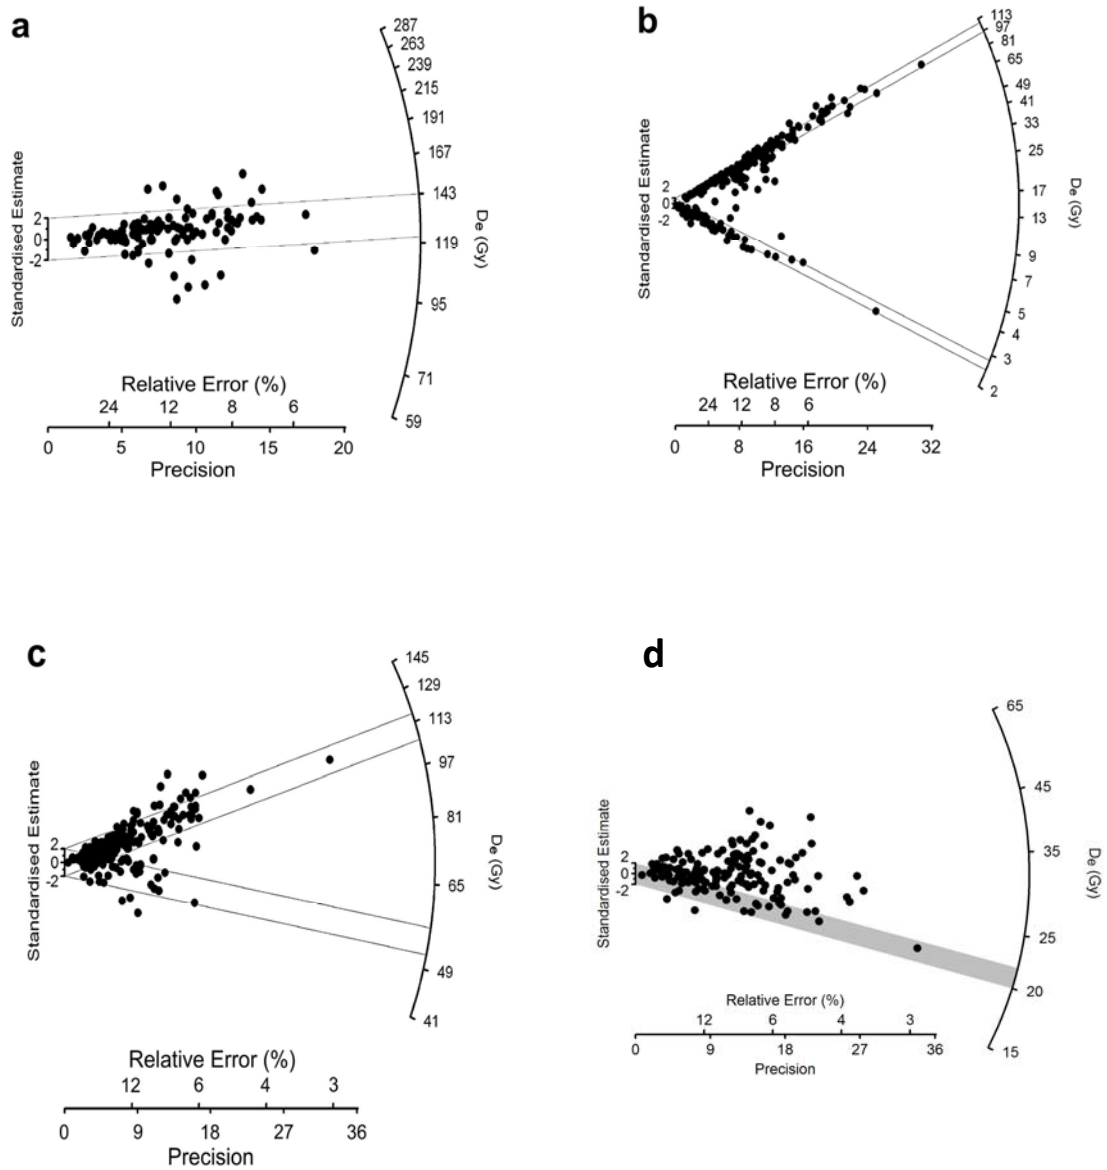 a
287
263
239
215
191
167
143
119
95
71
59
De (Gy)
Standardised Estimate
2
0
-2
Relative Error (%)
24 12 8 6
0 5 10 15 20
Precision
b
113
97
81
65
49
41
33
25
17
13
9
7
5
4
3
2
De (Gy)
Standardised Estimate
2
0
-2
Relative Error (%)
24 12 8 6
0 8 16 24 32
Precision
c
145
129
113
97
81
65
49
41
De (Gy)
Standardised Estimate
2
0
-2
Relative Error (%)
12 6 4 3
0 9 18 27 36
Precision
d
65
45
35
25
20
15
De (Gy)
Standardised Estimate
2
0
-2
Relative Error (%)
12 6 4 3
0 9 18 27 36
Precision